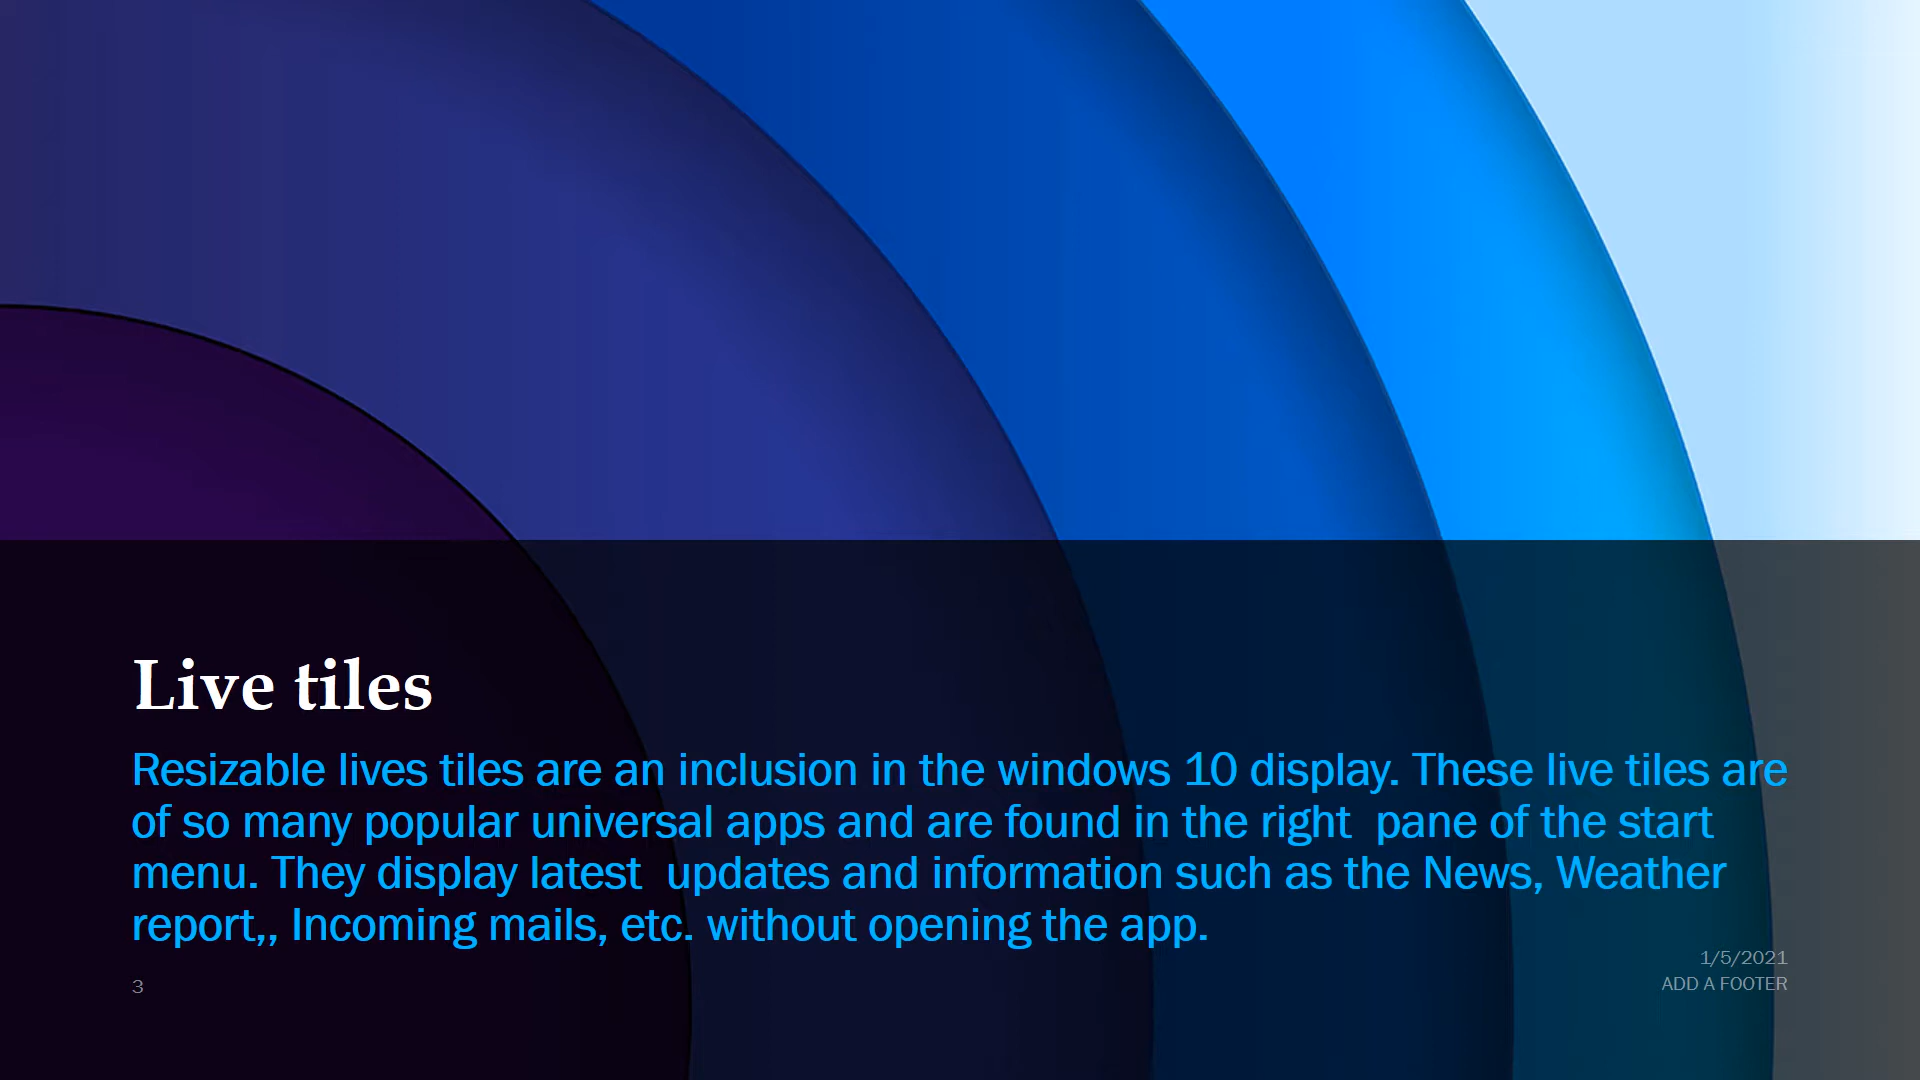 Live tiles
Resizable lives tiles are an inclusion in the windows 10 display. These live tiles are
of so many popular universal apps and are found in the right  pane of the start
menu. They display latest  updates and information such as the News, Weather
report,, Incoming mails, etc. without opening the app.
1/5/2021
3
ADD A FOOTER